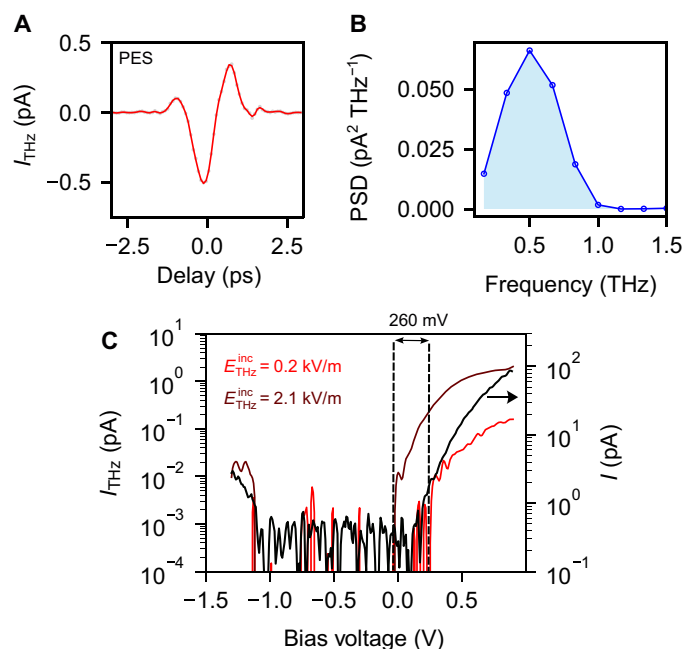 A
PES
0.5
0.0
−0.5
I_THz (pA)
−2.5
0.0
2.5
Delay (ps)
B
0.050
0.025
0.000
PSD (pA² THz⁻¹)
0.5
1.0
1.5
Frequency (THz)
C
260 mV
E_THz^inc = 0.2 kV/m
E_THz^inc = 2.1 kV/m
10¹
10⁰
10⁻¹
10⁻²
10⁻³
10⁻⁴
I_THz (pA)
10²
10¹
10⁰
10⁻¹
I (pA)
−1.5
−1.0
−0.5
0.0
0.5
Bias voltage (V)